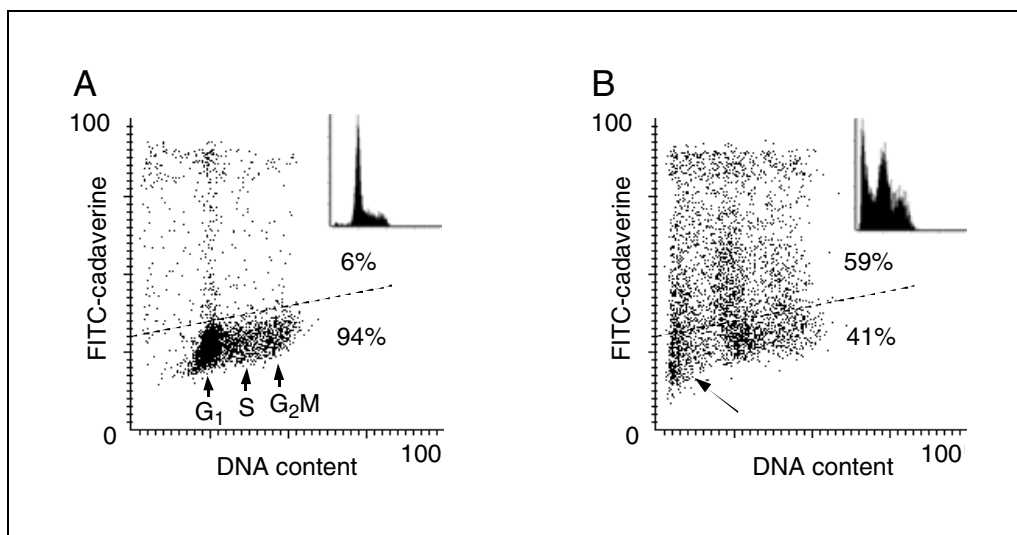 A
100
FITC-cadaverine
6%
94%
G1 S G2M
0
DNA content 100
B
100
FITC-cadaverine
59%
41%
0
DNA content 100